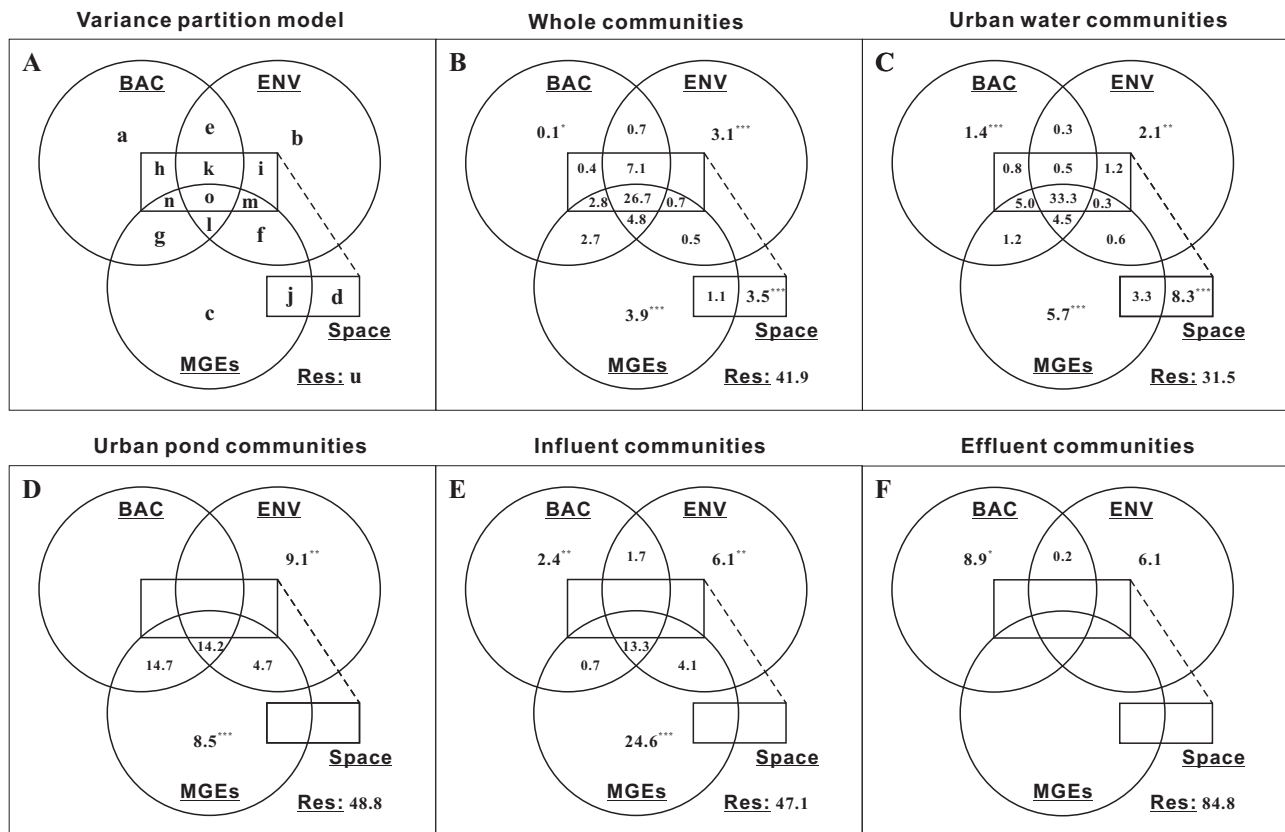 Variance partition model
A
BAC
ENV
a
e
b
h
k
i
n
o
m
l
g
f
j
d
c
Space
MGEs
Res: u
Whole communities
B
BAC
ENV
0.1*
0.7
3.1***
0.4
7.1
2.8
26.7
0.7
4.8
2.7
0.5
1.1
3.5***
3.9***
Space
MGEs
Res: 41.9
Urban water communities
C
BAC
ENV
1.4***
0.3
2.1**
0.8
0.5
1.2
5.0
33.3
0.3
4.5
1.2
0.6
3.3
8.3***
5.7***
Space
MGEs
Res: 31.5
Urban pond communities
D
BAC
ENV
9.1**
14.2
14.7
4.7
8.5***
Space
MGEs
Res: 48.8
Influent communities
E
BAC
ENV
2.4**
1.7
6.1**
13.3
0.7
4.1
24.6***
Space
MGEs
Res: 47.1
Effluent communities
F
BAC
ENV
8.9*
0.2
6.1
Space
MGEs
Res: 84.8